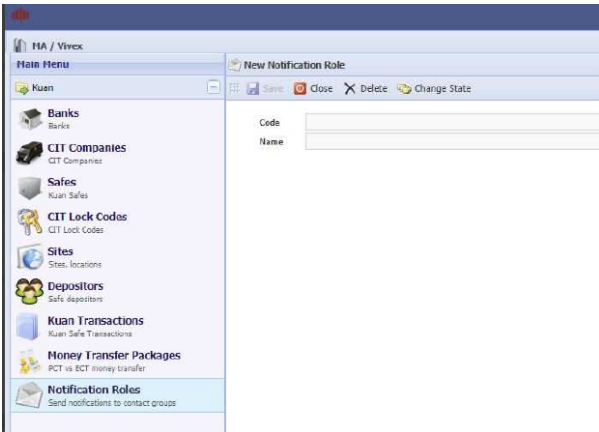 MA / Vivex
Main Menu
New Notification Role
Kuan
Save Close Delete Change State
Banks
Banks
Code
Name
CIT Companies
CIT Companies
Safes
Kuan Safes
CIT Lock Codes
CIT Lock Codes
Sites
Sites, locations
Depositors
Safe depositors
Kuan Transactions
Kuan Safe Transactions
Money Transfer Packages
PCT vs ECT money transfer
Notification Roles
Send notifications to contact groups